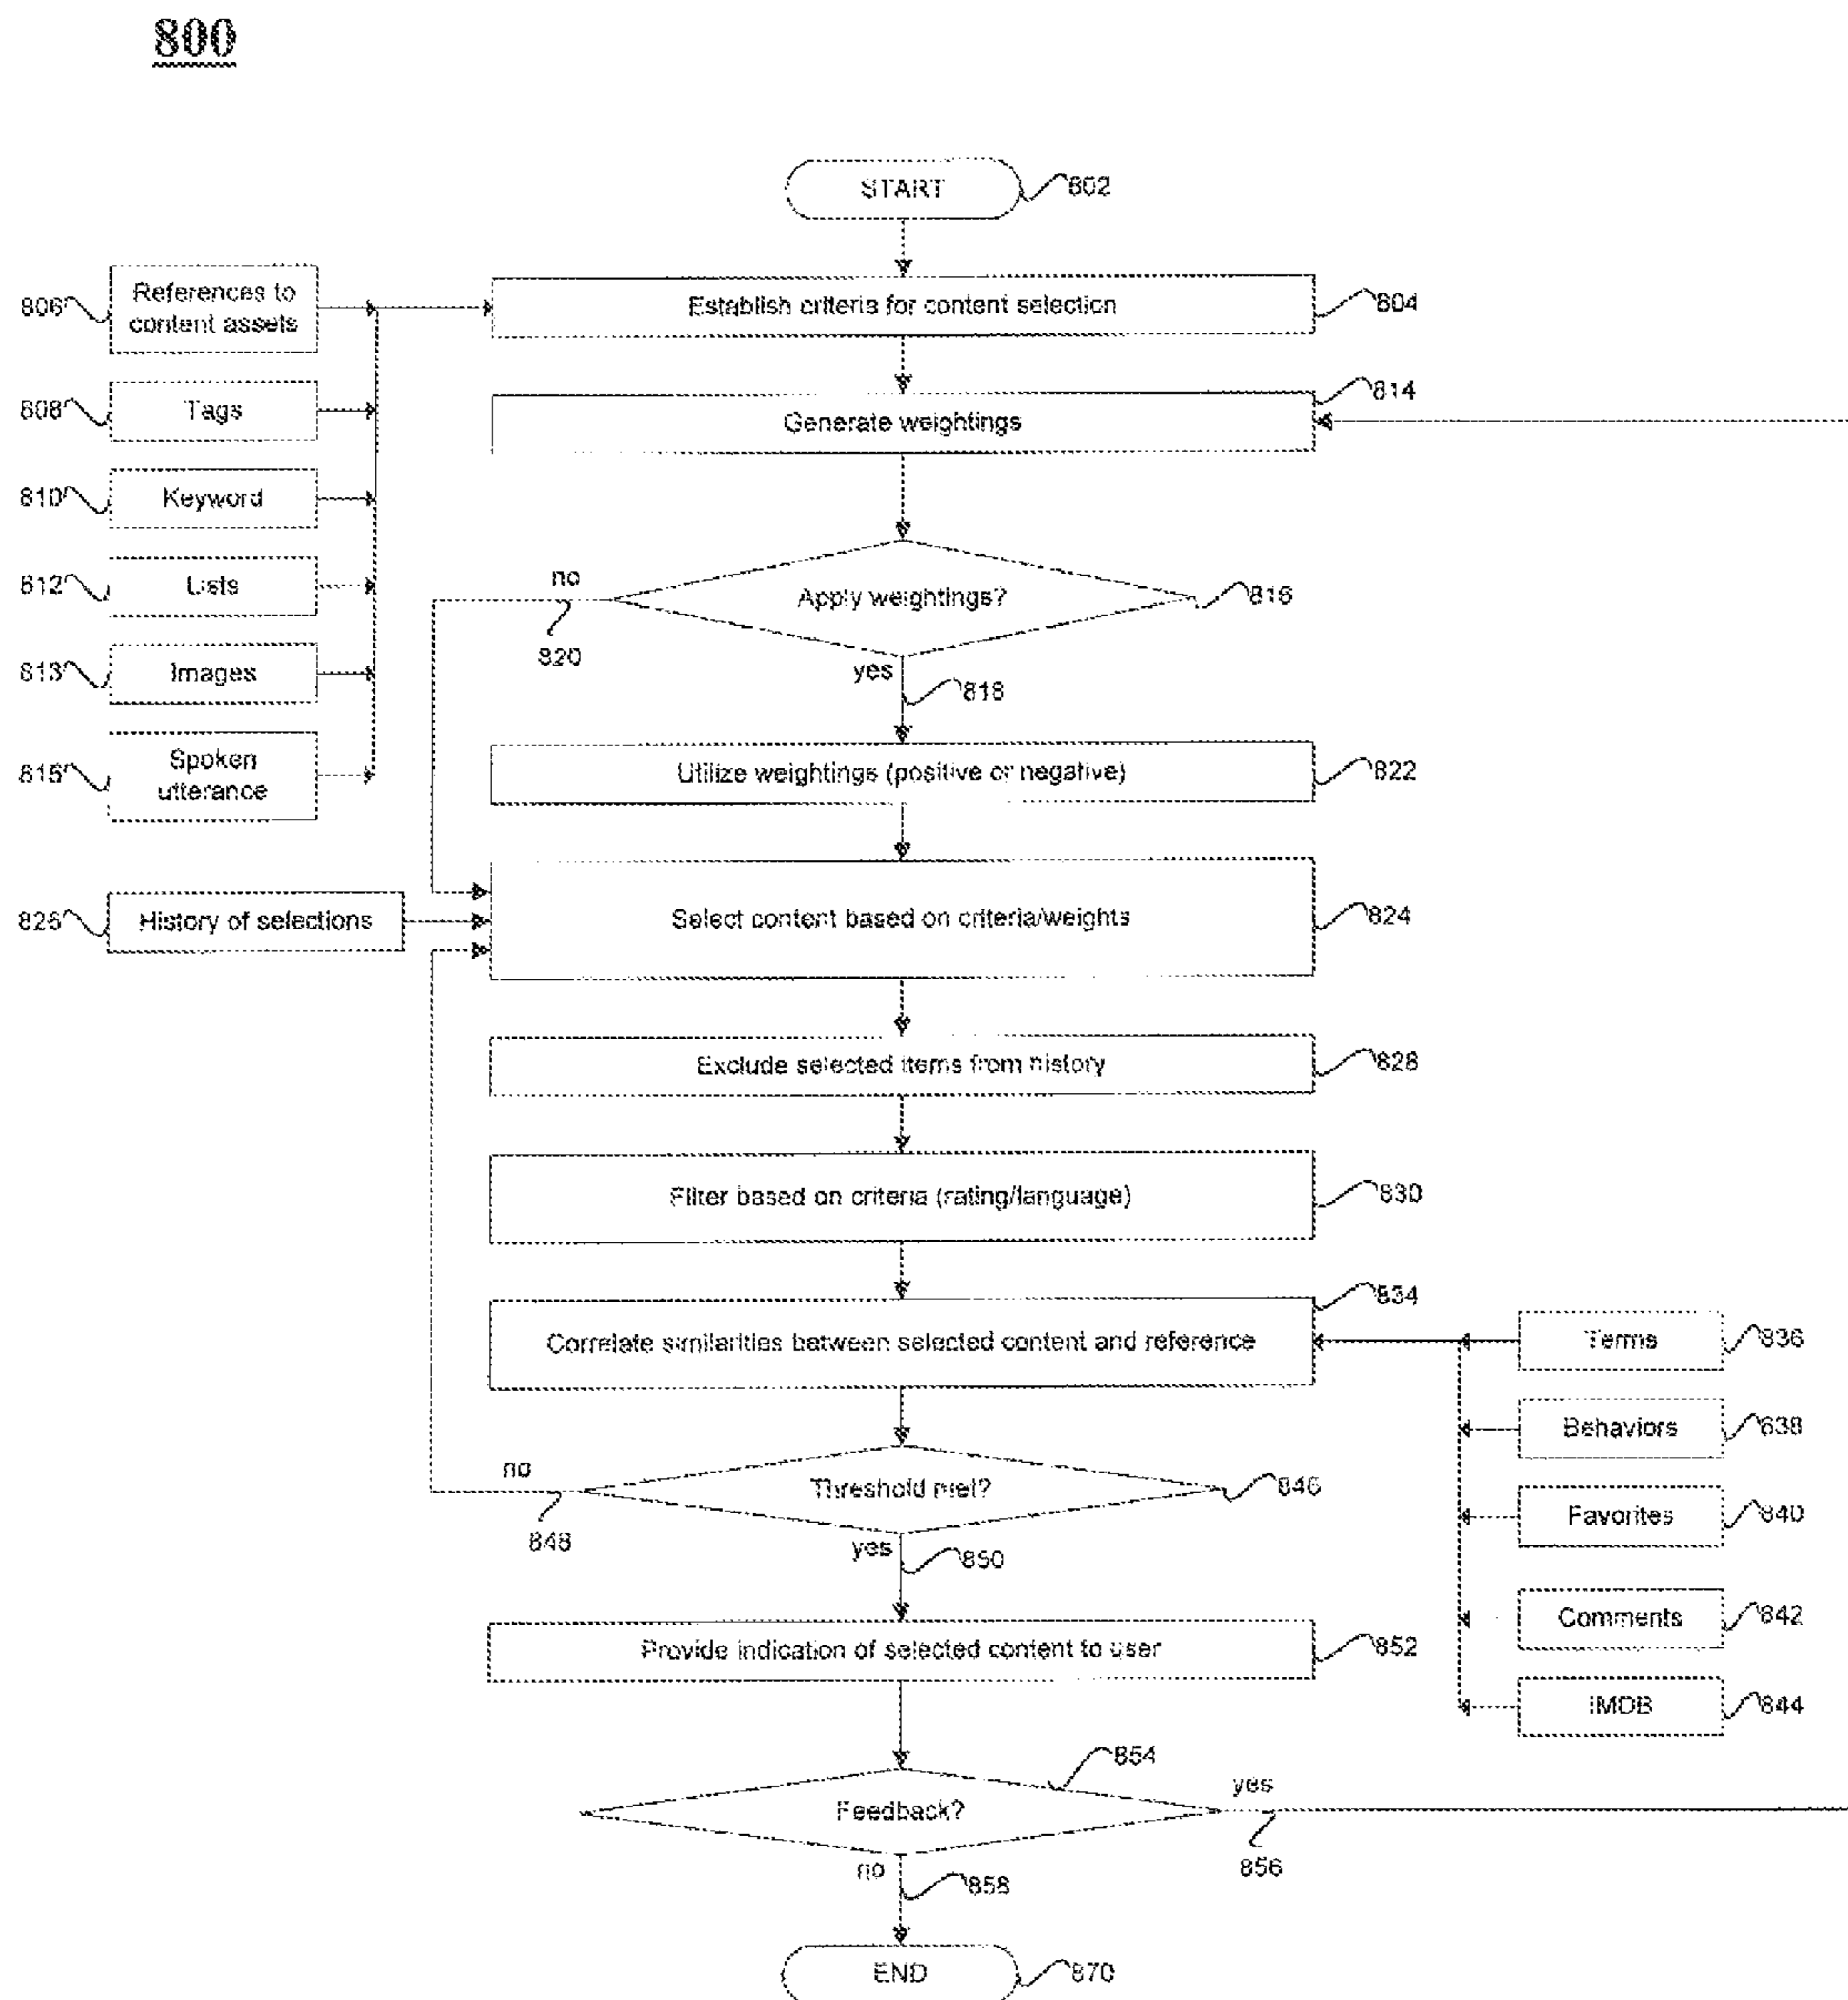 800
START
802
806
References to
content assets
Establish criteria for content selection
804
808
Tags
Generate weightings
814
810
Keyword
812
Lists
no
820
Apply weightings?
816
yes
818
813
Images
815
Spoken
utterance
Utilize weightings (positive or negative)
822
826
History of selections
Select content based on criteria/weights
824
Exclude selected items from history
828
Filter based on criteria (rating/language)
830
Correlate similarities between selected content and reference
834
Terms
836
Behaviors
838
no
848
Threshold met?
846
Favorites
840
yes
850
Comments
842
Provide indication of selected content to user
852
IMDB
844
Feedback?
854
yes
856
no
858
END
870